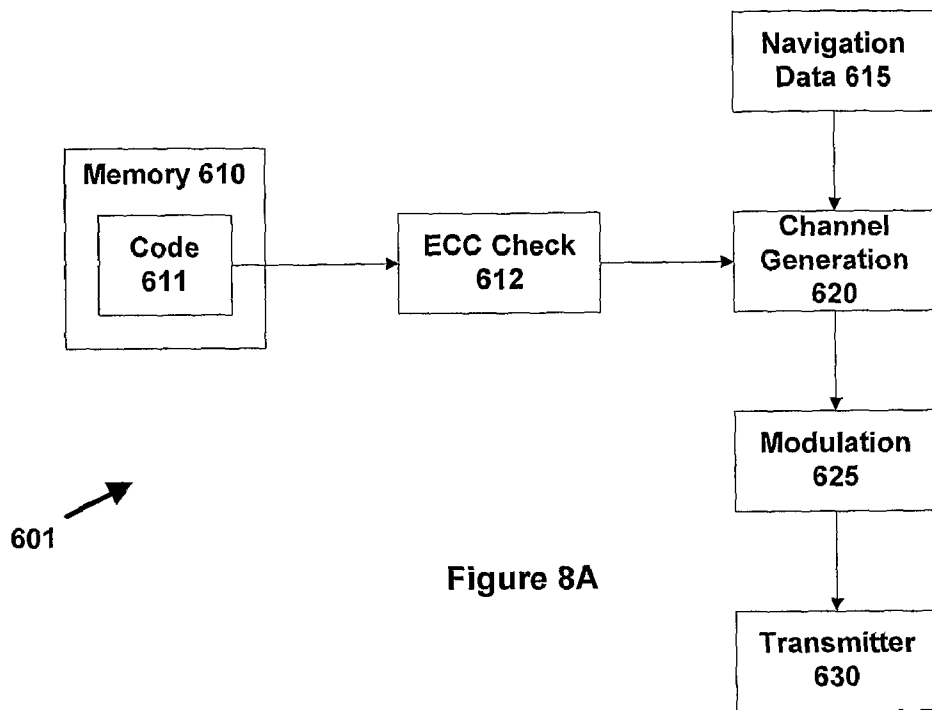 Navigation
Data 615
Memory 610
Code
611
ECC Check
612
Channel
Generation
620
Modulation
625
601
Figure 8A
Transmitter
630